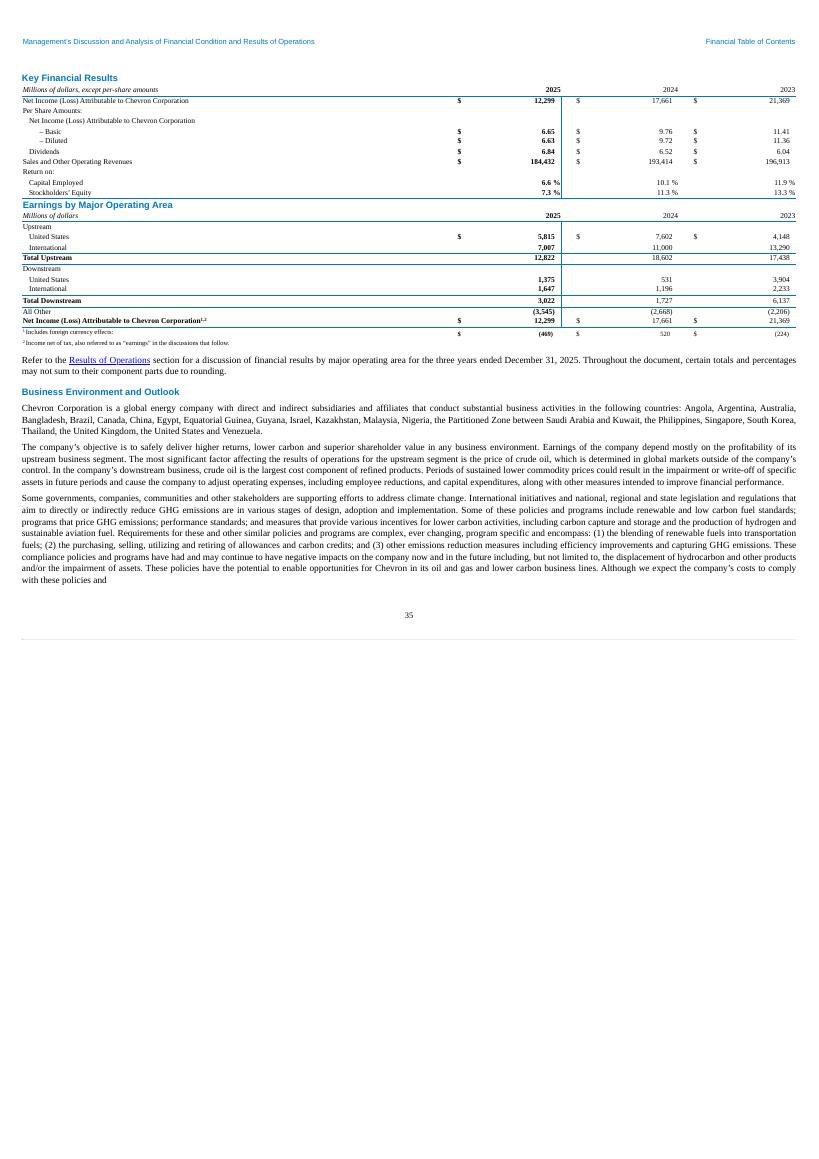 Management's Discussion and Analysis of Financial Condition and Results of Operations Financial Table of Contents
Key Financial Results
Millions of dollars, except per-share amounts 2025 2024 2023
Net Income (Loss) Attributable to Chevron Corporation $ 12,299 $ 17,661 $ 21,369
Per Share Amounts:
Net Income (Loss) Attributable to Chevron Corporation
– Basic $ 6.65 $ 9.76 $ 11.41
– Diluted $ 6.63 $ 9.72 $ 11.36
Dividends $ 6.84 $ 6.52 $ 6.04
Sales and Other Operating Revenues $ 184,432 $ 193,414 $ 196,913
Return on:
Capital Employed 6.6 % 10.1 % 11.9 %
Stockholders' Equity 7.3 % 11.3 % 13.3 %
Earnings by Major Operating Area
Millions of dollars 2025 2024 2023
Upstream
United States $ 5,815 $ 7,602 $ 4,148
International 7,007 11,000 13,290
Total Upstream 12,822 18,602 17,438
Downstream
United States 1,375 531 3,904
International 1,647 1,196 2,233
Total Downstream 3,022 1,727 6,137
All Other (3,545) (2,668) (2,206)
Net Income (Loss) Attributable to Chevron Corporation¹,² $ 12,299 $ 17,661 $ 21,369
¹ Includes foreign currency effects: $ (469) $ 520 $ (224)
² Income net of tax, also referred to as "earnings" in the discussions that follow.
Refer to the Results of Operations section for a discussion of financial results by major operating area for the three years ended December 31, 2025. Throughout the document, certain totals and percentages
may not sum to their component parts due to rounding.
Business Environment and Outlook
Chevron Corporation is a global energy company with direct and indirect subsidiaries and affiliates that conduct substantial business activities in the following countries: Angola, Argentina, Australia,
Bangladesh, Brazil, Canada, China, Egypt, Equatorial Guinea, Guyana, Israel, Kazakhstan, Malaysia, Nigeria, the Partitioned Zone between Saudi Arabia and Kuwait, the Philippines, Singapore, South Korea,
Thailand, the United Kingdom, the United States and Venezuela.
The company's objective is to safely deliver higher returns, lower carbon and superior shareholder value in any business environment. Earnings of the company depend mostly on the profitability of its
upstream business segment. The most significant factor affecting the results of operations for the upstream segment is the price of crude oil, which is determined in global markets outside of the company's
control. In the company's downstream business, crude oil is the largest cost component of refined products. Periods of sustained lower commodity prices could result in the impairment or write-off of specific
assets in future periods and cause the company to adjust operating expenses, including employee reductions, and capital expenditures, along with other measures intended to improve financial performance.
Some governments, companies, communities and other stakeholders are supporting efforts to address climate change. International initiatives and national, regional and state legislation and regulations that
aim to directly or indirectly reduce GHG emissions are in various stages of design, adoption and implementation. Some of these policies and programs include renewable and low carbon fuel standards;
programs that price GHG emissions; performance standards; and measures that provide various incentives for lower carbon activities, including carbon capture and storage and the production of hydrogen and
sustainable aviation fuel. Requirements for these and other similar policies and programs are complex, ever changing, program specific and encompass: (1) the blending of renewable fuels into transportation
fuels; (2) the purchasing, selling, utilizing and retiring of allowances and carbon credits; and (3) other emissions reduction measures including efficiency improvements and capturing GHG emissions. These
compliance policies and programs have had and may continue to have negative impacts on the company now and in the future including, but not limited to, the displacement of hydrocarbon and other products
and/or the impairment of assets. These policies have the potential to enable opportunities for Chevron in its oil and gas and lower carbon business lines. Although we expect the company's costs to comply
with these policies and
35